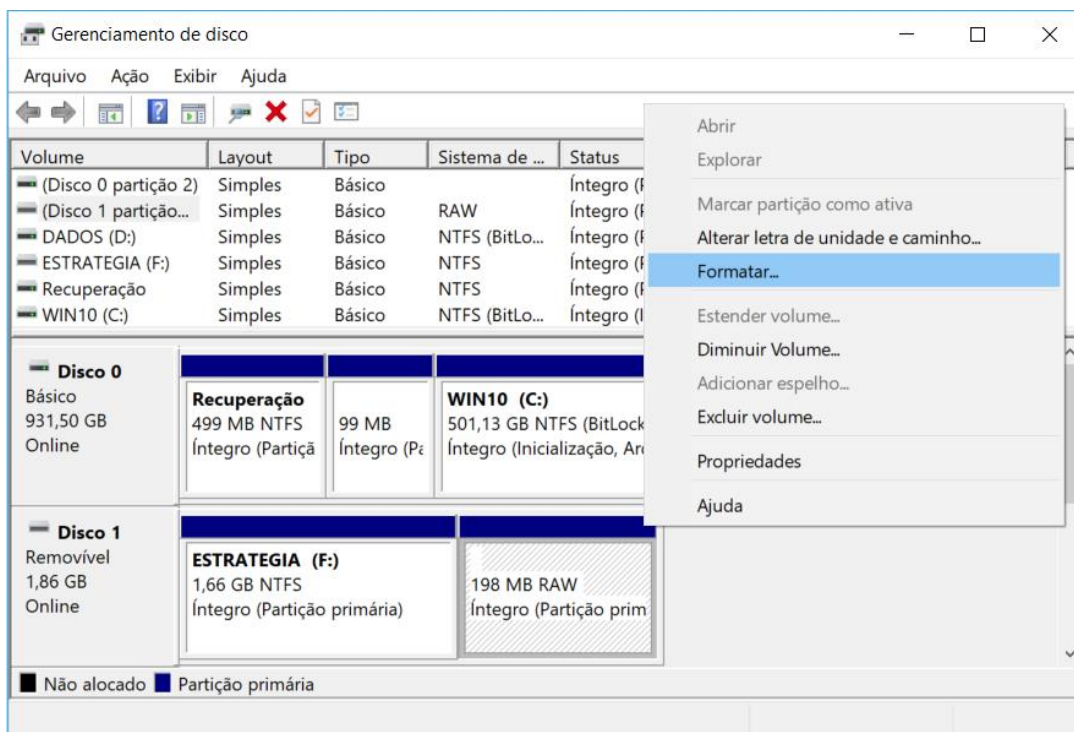 Gerenciamento de disco
Arquivo Ação Exibir Ajuda
Volume Layout Tipo Sistema de ... Status
(Disco 0 partição 2) Simples Básico Íntegro (
(Disco 1 partição... Simples Básico RAW Íntegro (
DADOS (D:) Simples Básico NTFS (BitLo... Íntegro (
ESTRATEGIA (F:) Simples Básico NTFS Íntegro (
Recuperação Simples Básico NTFS Íntegro (
WIN10 (C:) Simples Básico NTFS (BitLo... Íntegro (I
Abrir
Explorar
Marcar partição como ativa
Alterar letra de unidade e caminho...
Formatar...
Estender volume...
Diminuir Volume...
Adicionar espelho...
Excluir volume...
Propriedades
Ajuda
Disco 0
Básico
931,50 GB
Online
Recuperação
499 MB NTFS
Íntegro (Partiçã
99 MB
Íntegro (Pa
WIN10 (C:)
501,13 GB NTFS (BitLock
Íntegro (Inicialização, Ar
Disco 1
Removível
1,86 GB
Online
ESTRATEGIA (F:)
1,66 GB NTFS
Íntegro (Partição primária)
198 MB RAW
Íntegro (Partição prim
Não alocado Partição primária